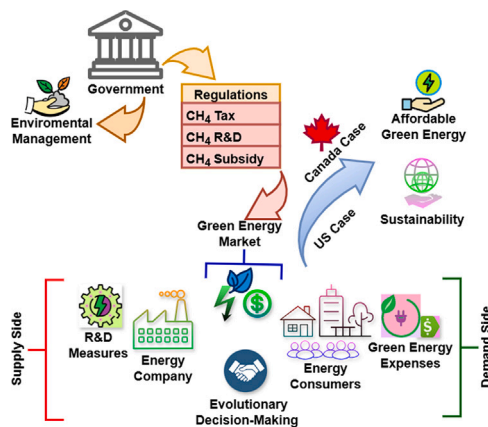 Government
Enviromental
Management
Regulations
CH4 Tax
CH4 R&D
CH4 Subsidy
Canada Case
US Case
Affordable
Green Energy
Sustainability
Green Energy
Market
Supply Side
R&D
Measures
Energy
Company
Evolutionary
Decision-Making
Energy
Consumers
Green Energy
Expenses
Demand Side